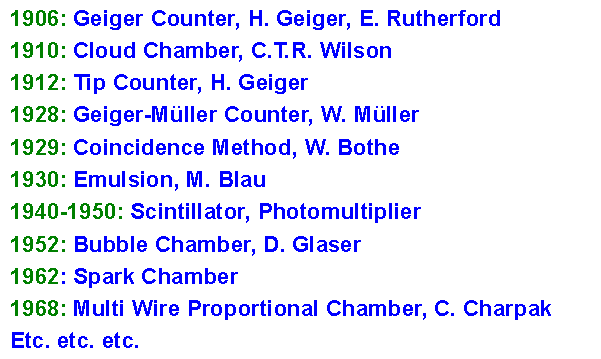 1906: Geiger Counter, H. Geiger, E. Rutherford
1910: Cloud Chamber, C.T.R. Wilson
1912: Tip Counter, H. Geiger
1928: Geiger-Müller Counter, W. Müller
1929: Coincidence Method, W. Bothe
1930: Emulsion, M. Blau
1940-1950: Scintillator, Photomultiplier
1952: Bubble Chamber, D. Glaser
1962: Spark Chamber
1968: Multi Wire Proportional Chamber, C. Charpak
Etc. etc. etc.